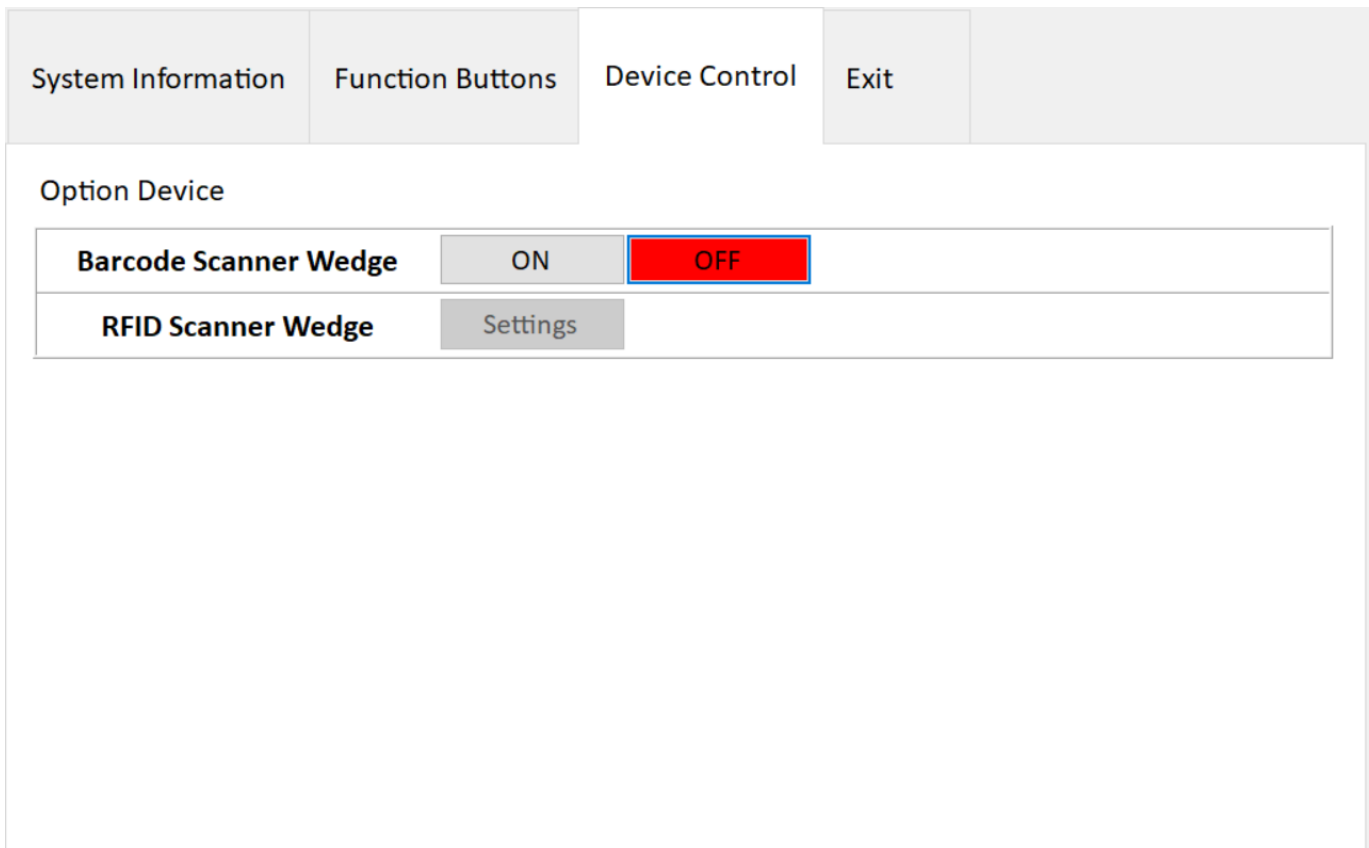 System Information Function Buttons Device Control Exit
Option Device
Barcode Scanner Wedge ON OFF
RFID Scanner Wedge Settings